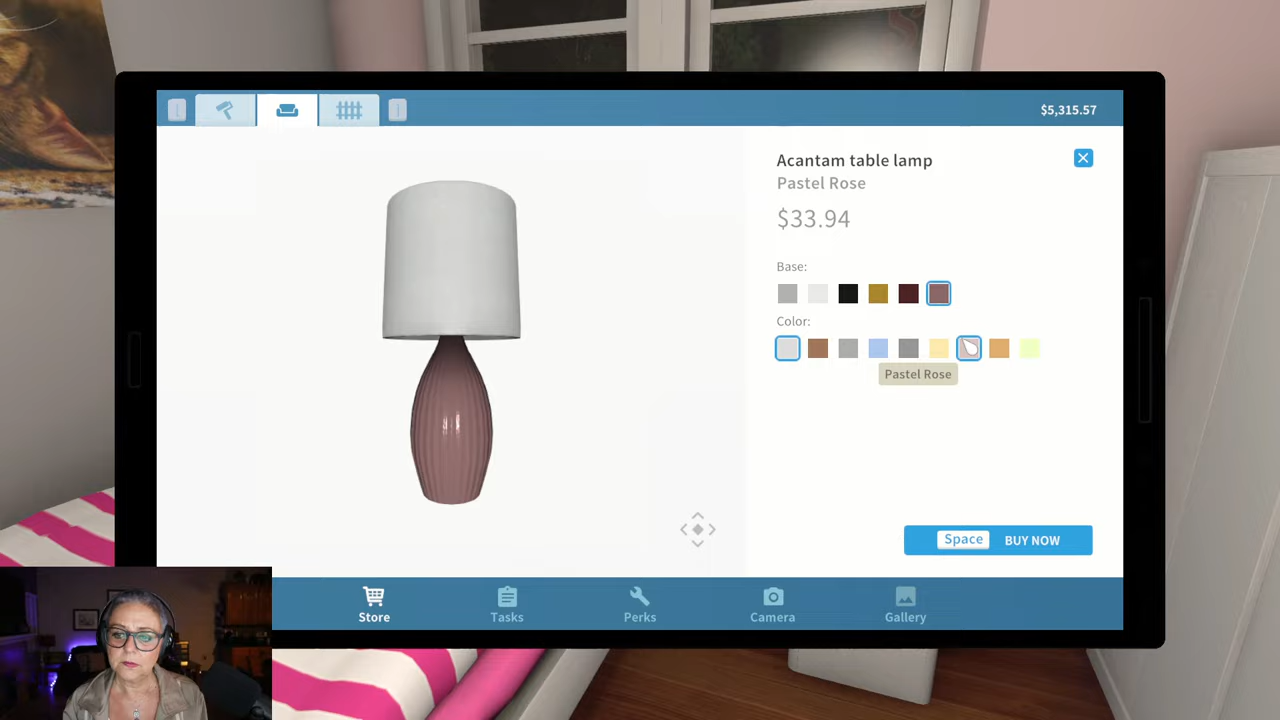 $5,315.57
Acantam table lamp
Pastel Rose
$33.94
Base:
Color:
Pastel Rose
Space BUY NOW
Store Tasks Perks Camera Gallery